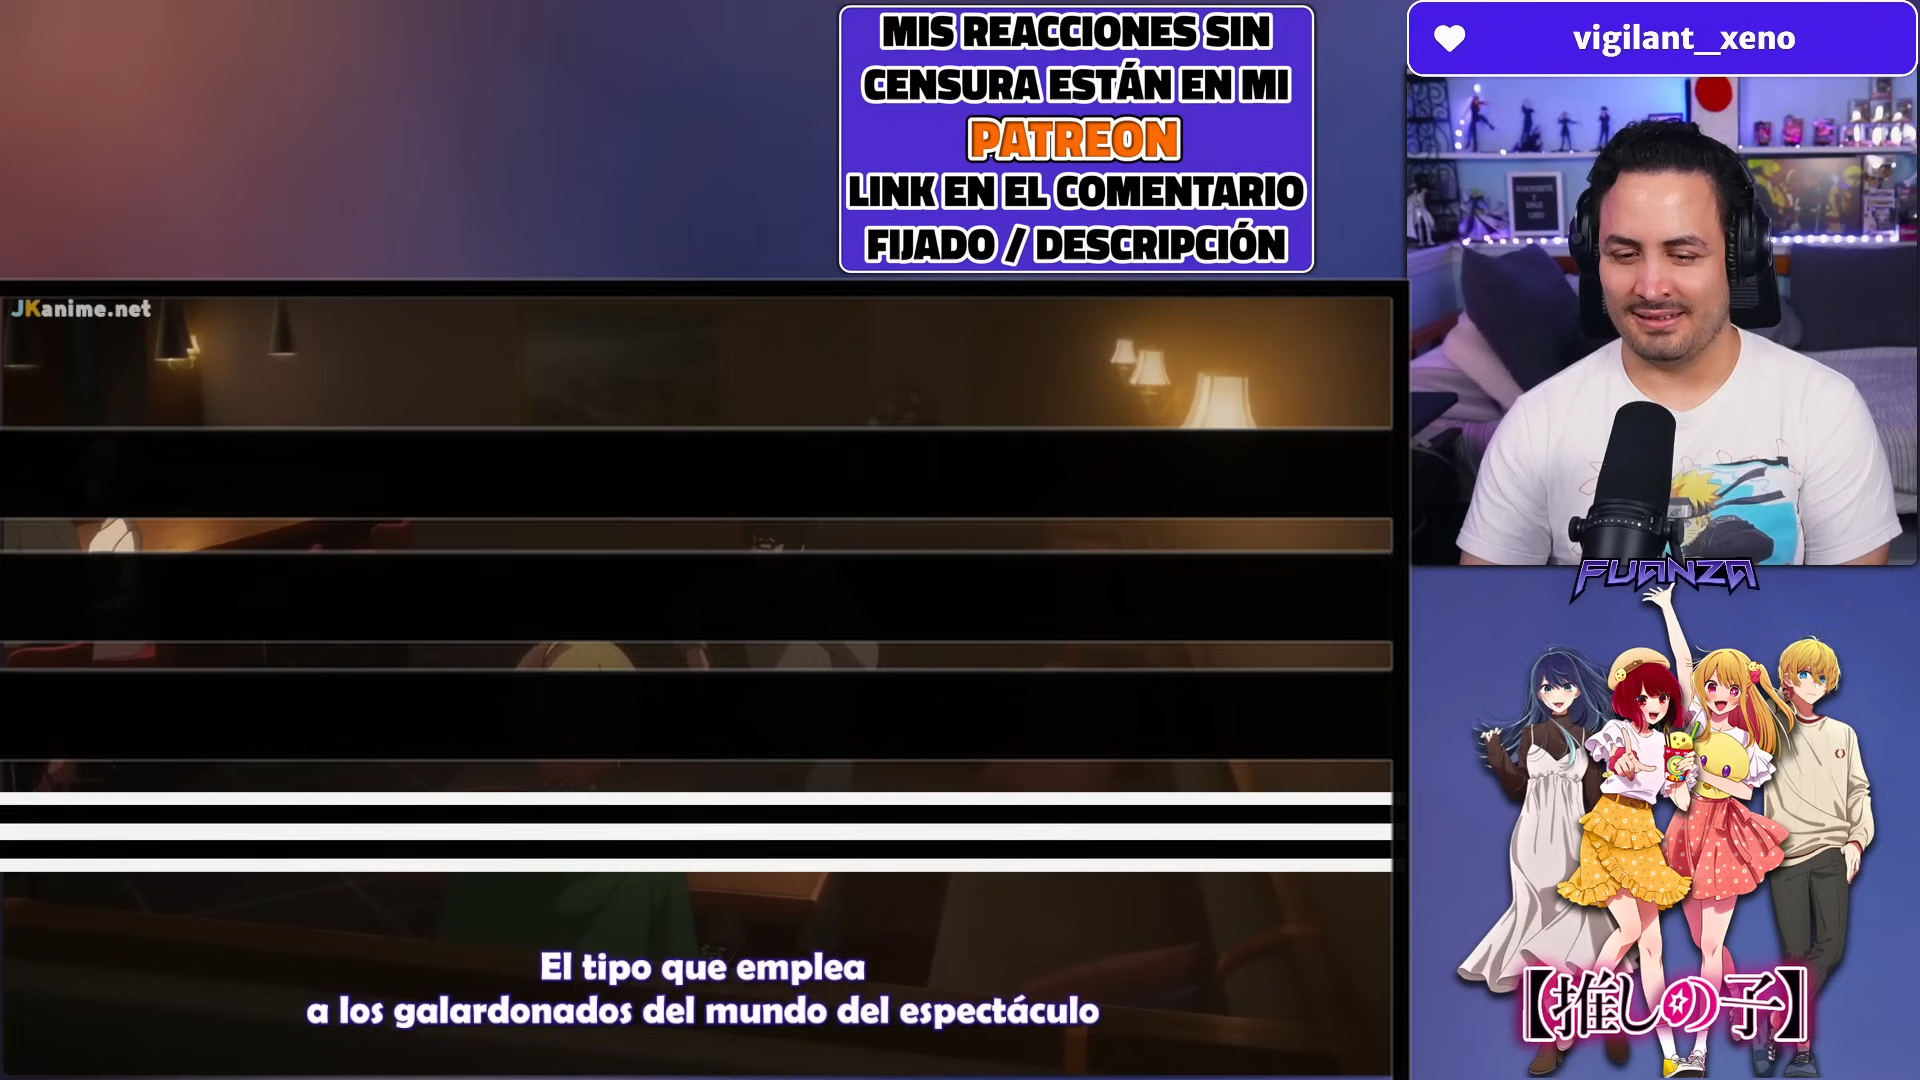 MIS REACCIONES SIN
CENSURA ESTÁN EN MI
PATREON
LINK EN EL COMENTARIO
FIJADO / DESCRIPCIÓN
vigilant_xeno
JKanime.net
FUANZA
【推しの子】
El tipo que emplea
a los galardonados del mundo del espectáculo